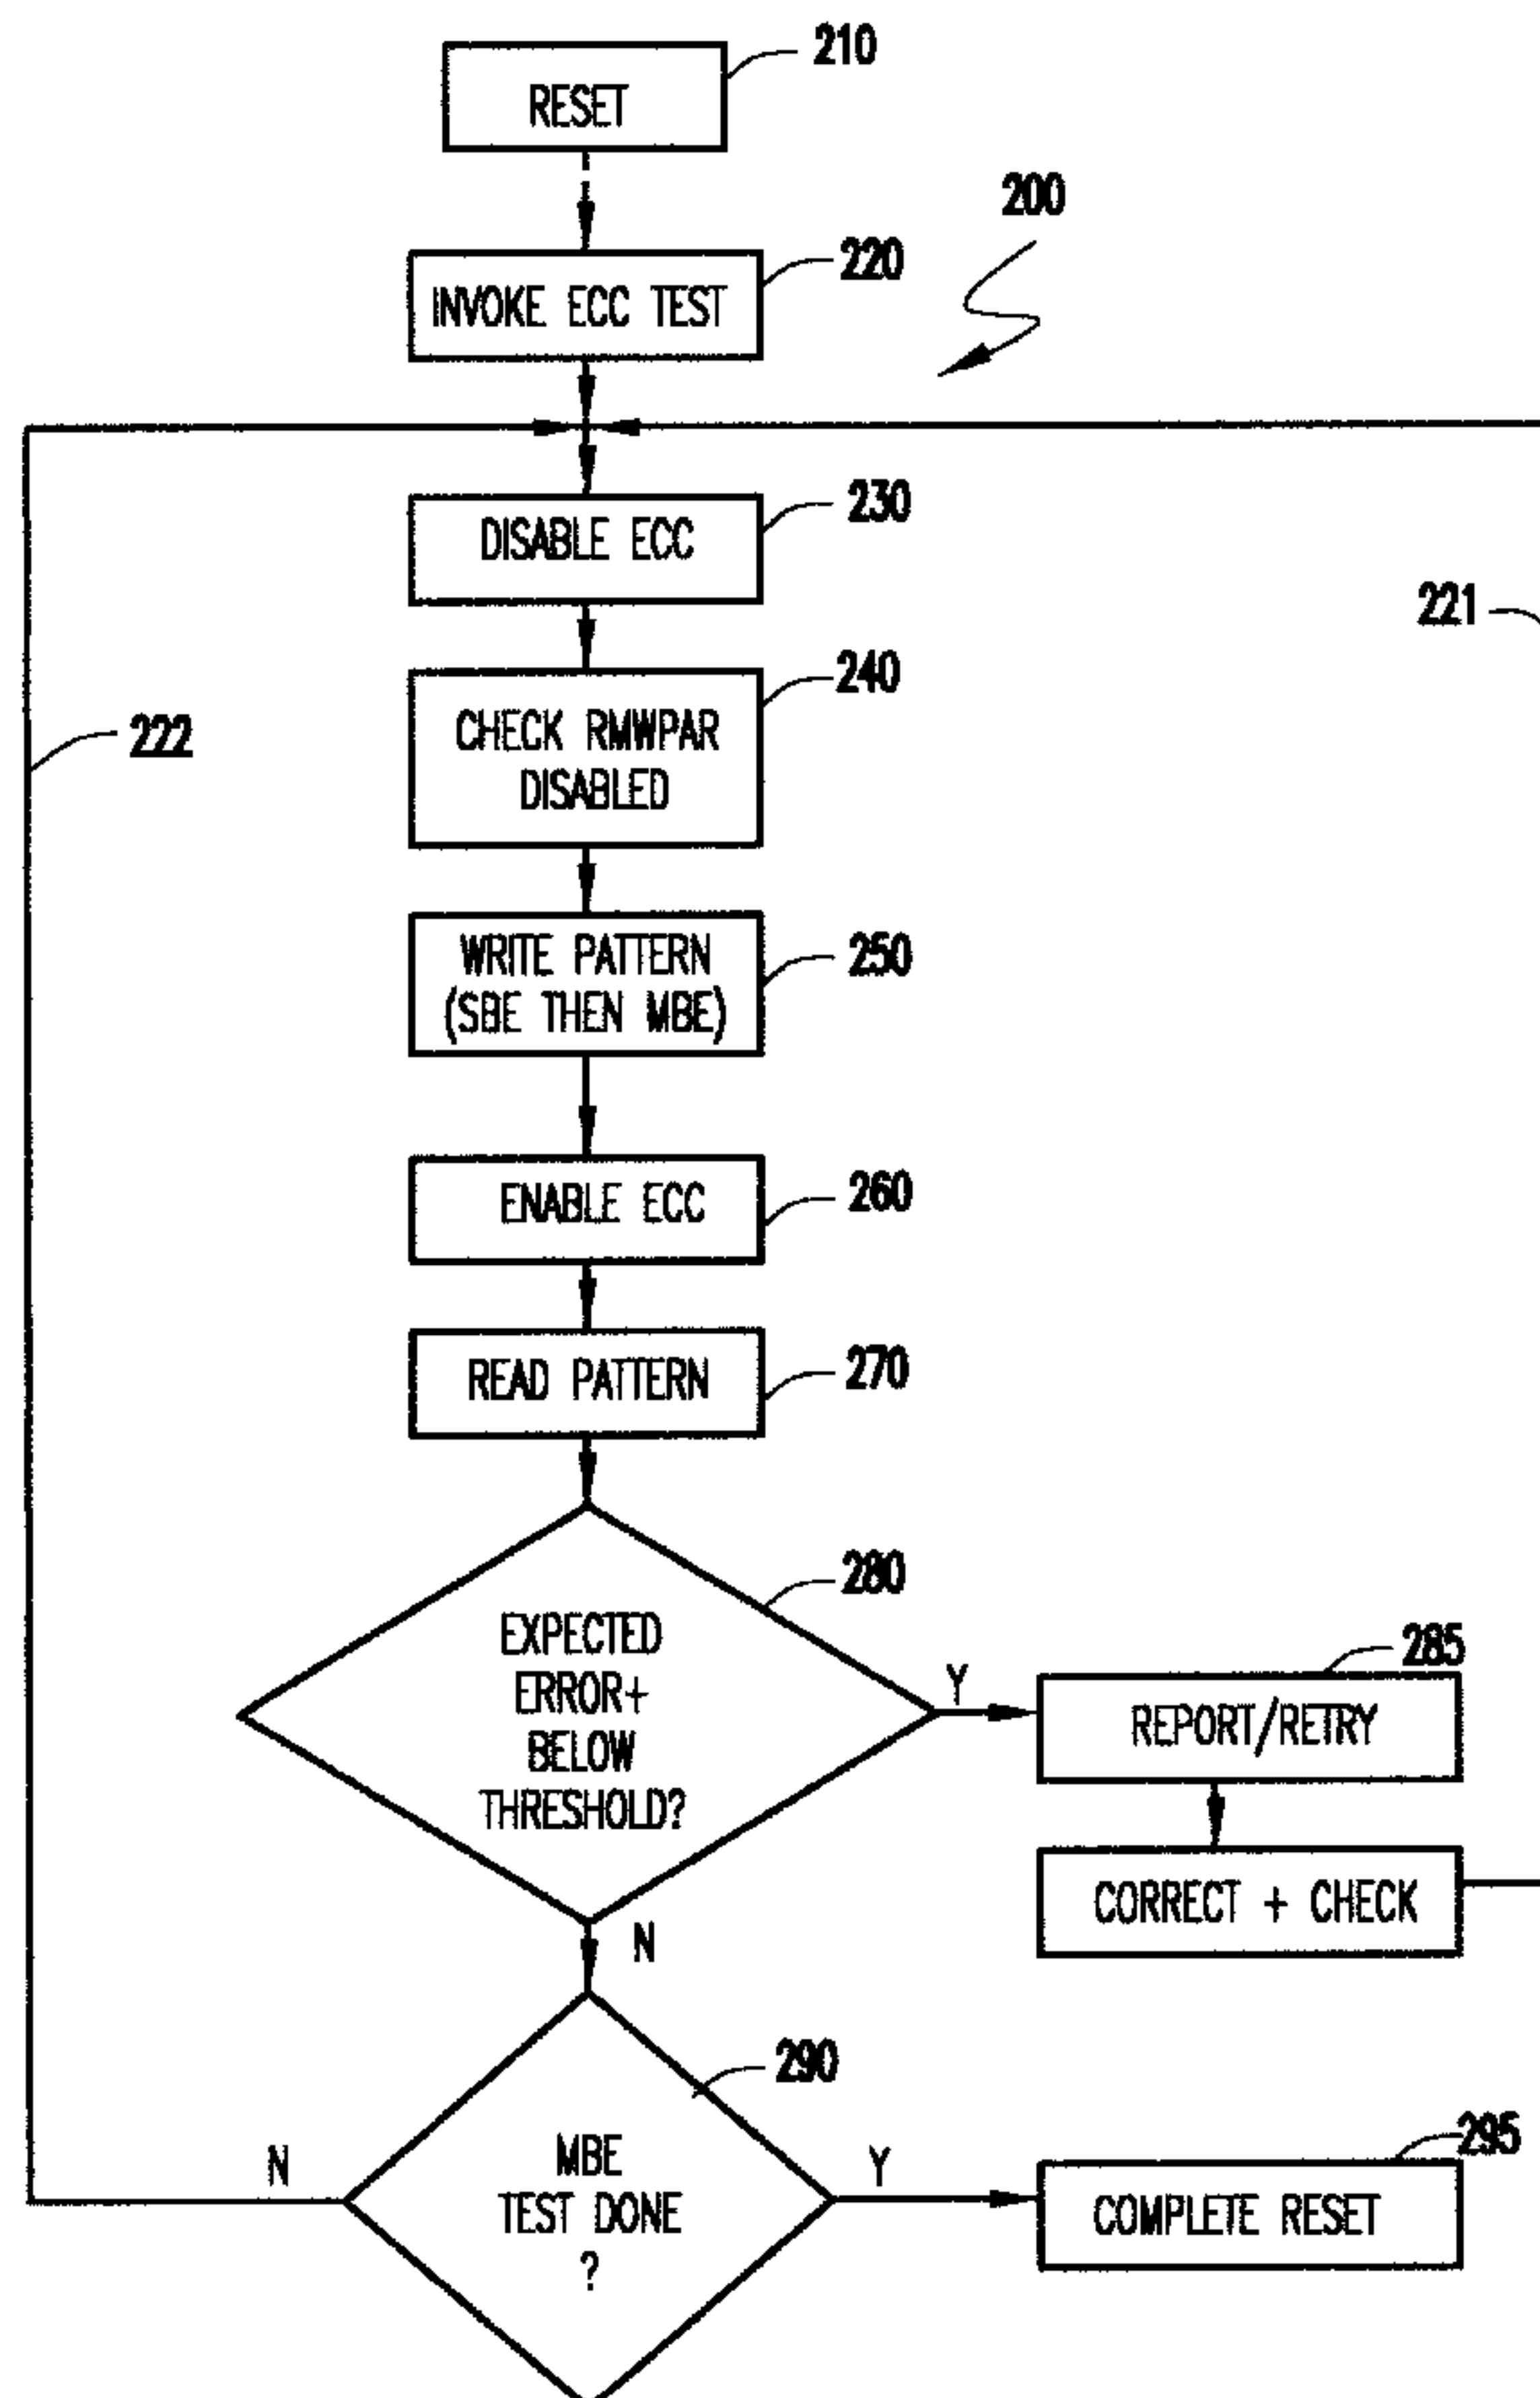 210
RESET
200
220
INVOKE ECC TEST
230
DISABLE ECC
221
240
CHECK RMWPAR
DISABLED
222
250
WRITE PATTERN
(SBE THEN MBE)
260
ENABLE ECC
270
READ PATTERN
280
EXPECTED
ERROR+
BELOW
THRESHOLD?
Y
285
REPORT/RETRY
CORRECT + CHECK
N
290
MBE
TEST DONE
?
N
Y
295
COMPLETE RESET